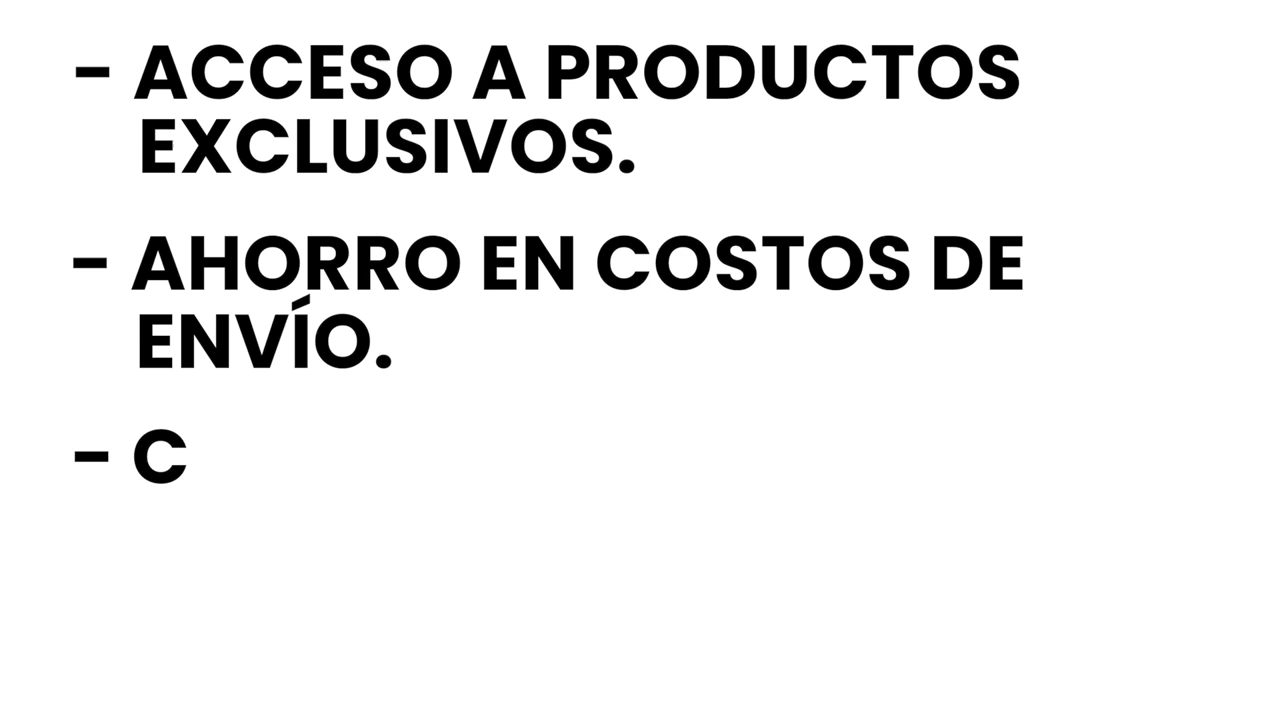 - ACCESO A PRODUCTOS
EXCLUSIVOS.
- AHORRO EN COSTOS DE
ENVÍO.
- C